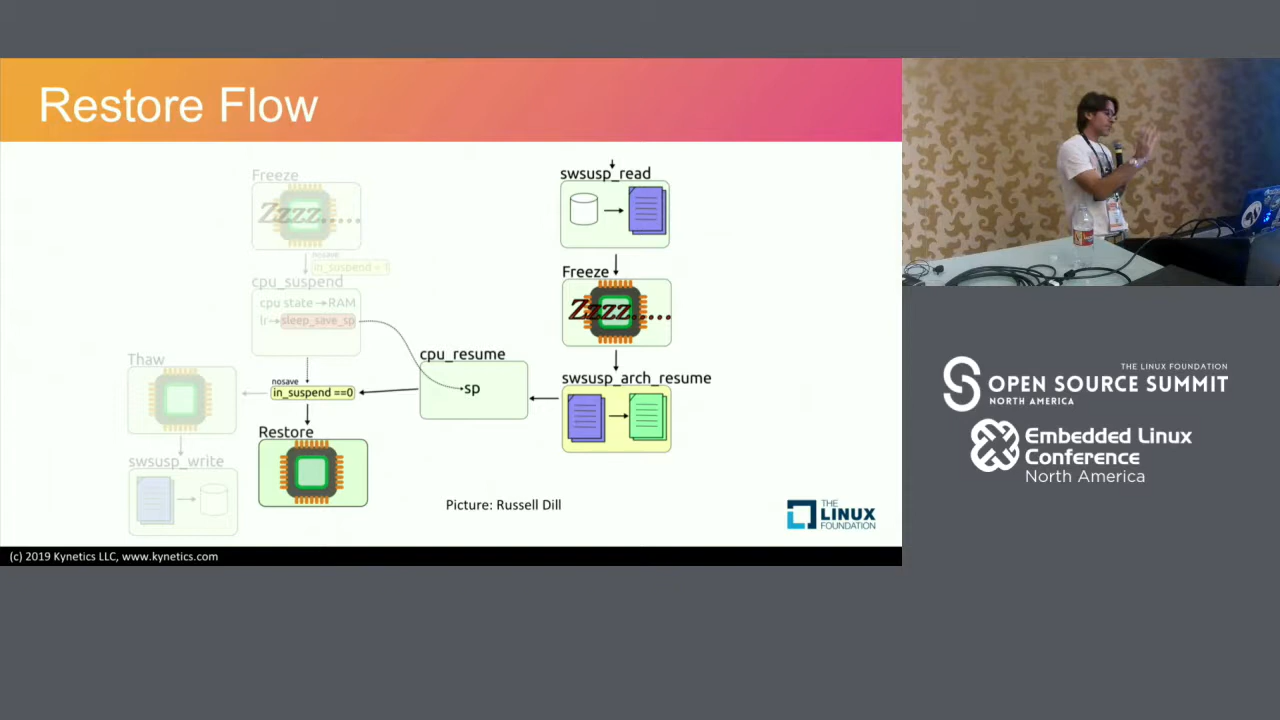 Restore Flow
Freeze
Zzzz.....
nosave
in_suspend = 1
cpu_suspend
cpu state → RAM
lr→ sleep_save_sp
Thaw
nosave
in_suspend ==0
Restore
swsusp_write
cpu_resume
sp
swsusp_read
Freeze
Zzzz.....
swsusp_arch_resume
Picture: Russell Dill
THE
LINUX
FOUNDATION
(c) 2019 Kynetics LLC, www.kynetics.com
THE LINUX FOUNDATION
OPEN SOURCE SUMMIT
NORTH AMERICA
Embedded Linux
Conference
North America